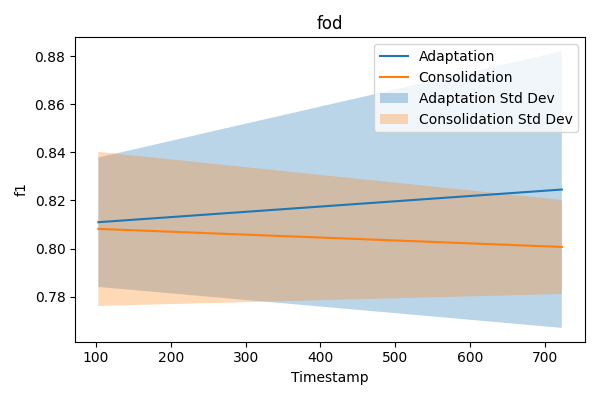 fod
f1
0.88
0.86
0.84
0.82
0.80
0.78
Adaptation
Consolidation
Adaptation Std Dev
Consolidation Std Dev
100 200 300 400 500 600 700
Timestamp